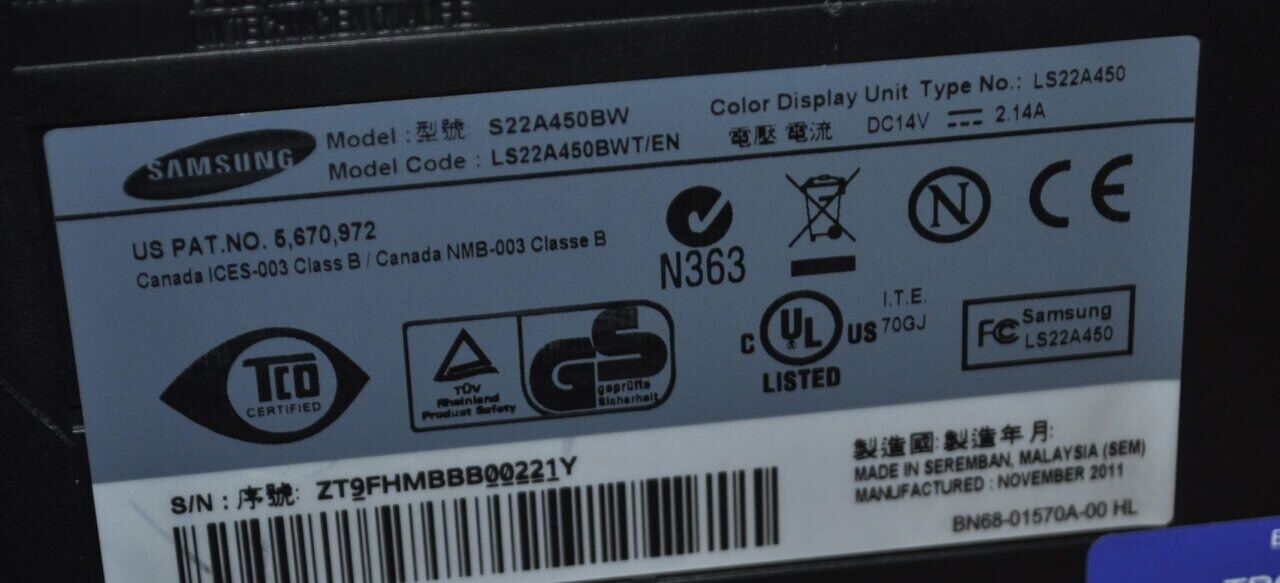 SAMSUNG
Model : 型號: S22A450BW
Model Code : LS22A450BWT/EN
Color Display Unit Type No.: LS22A450
電壓 電流 DC14V 2.14A
US PAT.NO. 5,670,972
Canada ICES-003 Class B / Canada NMB-003 Classe B
N363
N
CE
TCO
CERTIFIED
TÜV
Rheinland
Product Safety
GS
geprüfte
Sicherheit
C UL US
LISTED
I.T.E.
70GJ
FC Samsung
LS22A450
S/N : 序號: ZT9FHMBBB00221Y
製造國: 製造年月:
MADE IN SEREMBAN, MALAYSIA (SEM)
MANUFACTURED : NOVEMBER 2011
BN68-01570A-00 HL